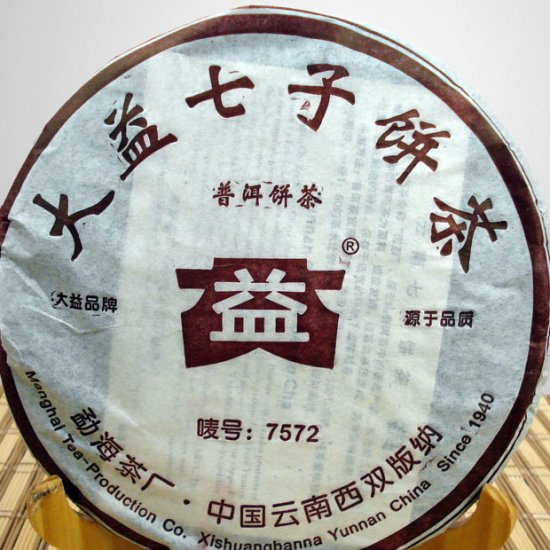 大益七子饼茶
普洱饼茶
益®
大益品牌
源于品质
唛号: 7572
勐海茶厂·中国云南西双版纳
Menghai Tea Production Co. Xishuangbanna Yunnan China Since 1940